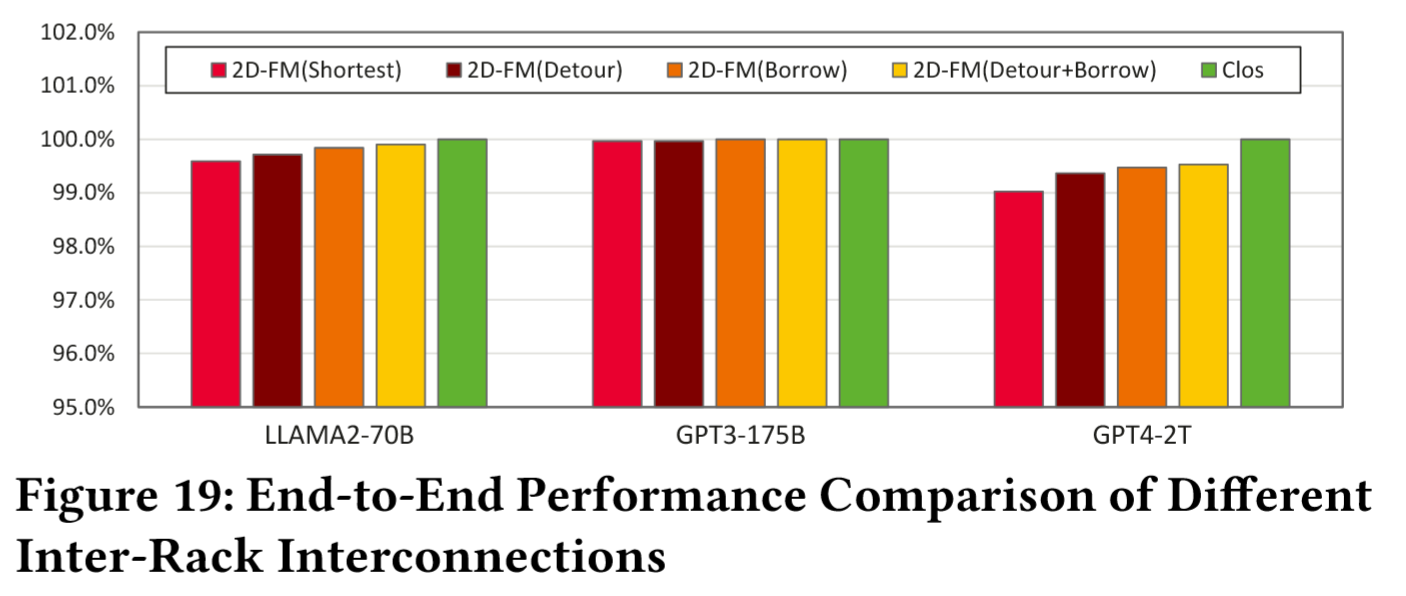 102.0%
2D-FM(Shortest) 2D-FM(Detour) 2D-FM(Borrow) 2D-FM(Detour+Borrow) Clos
101.0%
100.0%
99.0%
98.0%
97.0%
96.0%
95.0%
LLAMA2-70B GPT3-175B GPT4-2T
Figure 19: End-to-End Performance Comparison of Different
Inter-Rack Interconnections